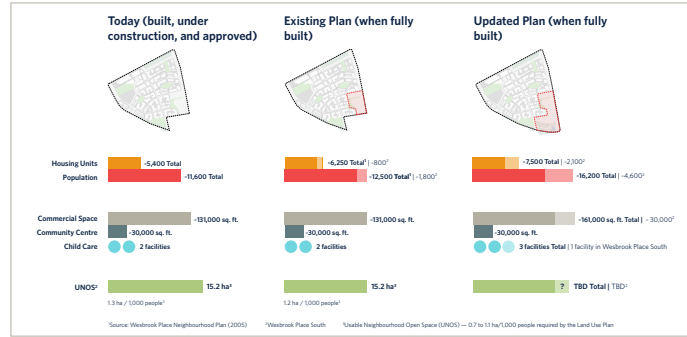 Today (built, under
construction, and approved)
Existing Plan (when fully
built)
Updated Plan (when fully
built)
Housing Units
~5,400 Total
~6,250 Total¹ | ~800²
~7,500 Total | ~2,100²
Population
~11,600 Total
~12,500 Total¹ | ~1,800²
~16,200 Total | ~4,600²
Commercial Space
~131,000 sq. ft.
~131,000 sq. ft.
~161,000 sq. ft. Total | ~ 30,000²
Community Centre
~30,000 sq. ft.
~30,000 sq. ft.
~30,000 sq. ft.
Child Care
2 facilities
2 facilities
3 facilities Total | 1 facility in Wesbrook Place South
UNOS²
15.2 ha³
15.2 ha³
? TBD Total | TBD²
1.3 ha / 1,000 people³
1.2 ha / 1,000 people³
¹Source: Wesbrook Place Neighbourhood Plan (2005) ²Wesbrook Place South ³Usable Neighbourhood Open Space (UNOS) — 0.7 to 1.1 ha/1,000 people required by the Land Use Plan